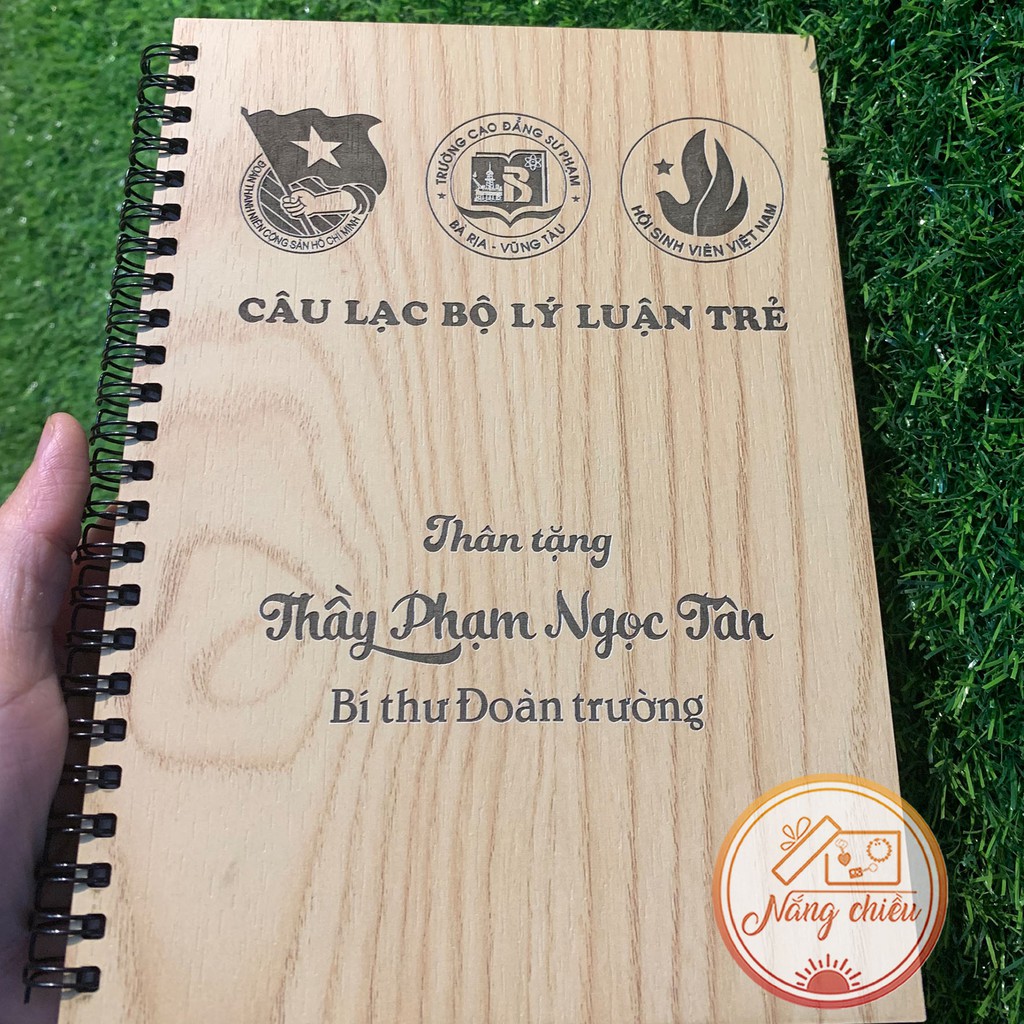 ĐOÀN THANH NIÊN CỘNG SẢN HỒ CHÍ MINH
TRƯỜNG CAO ĐẲNG SƯ PHẠM
BÀ RỊA - VŨNG TÀU
HỘI SINH VIÊN VIỆT NAM
CÂU LẠC BỘ LÝ LUẬN TRẺ
Thân tặng
Thầy Phạm Ngọc Tân
Bí thư Đoàn trường
Nắng chiều